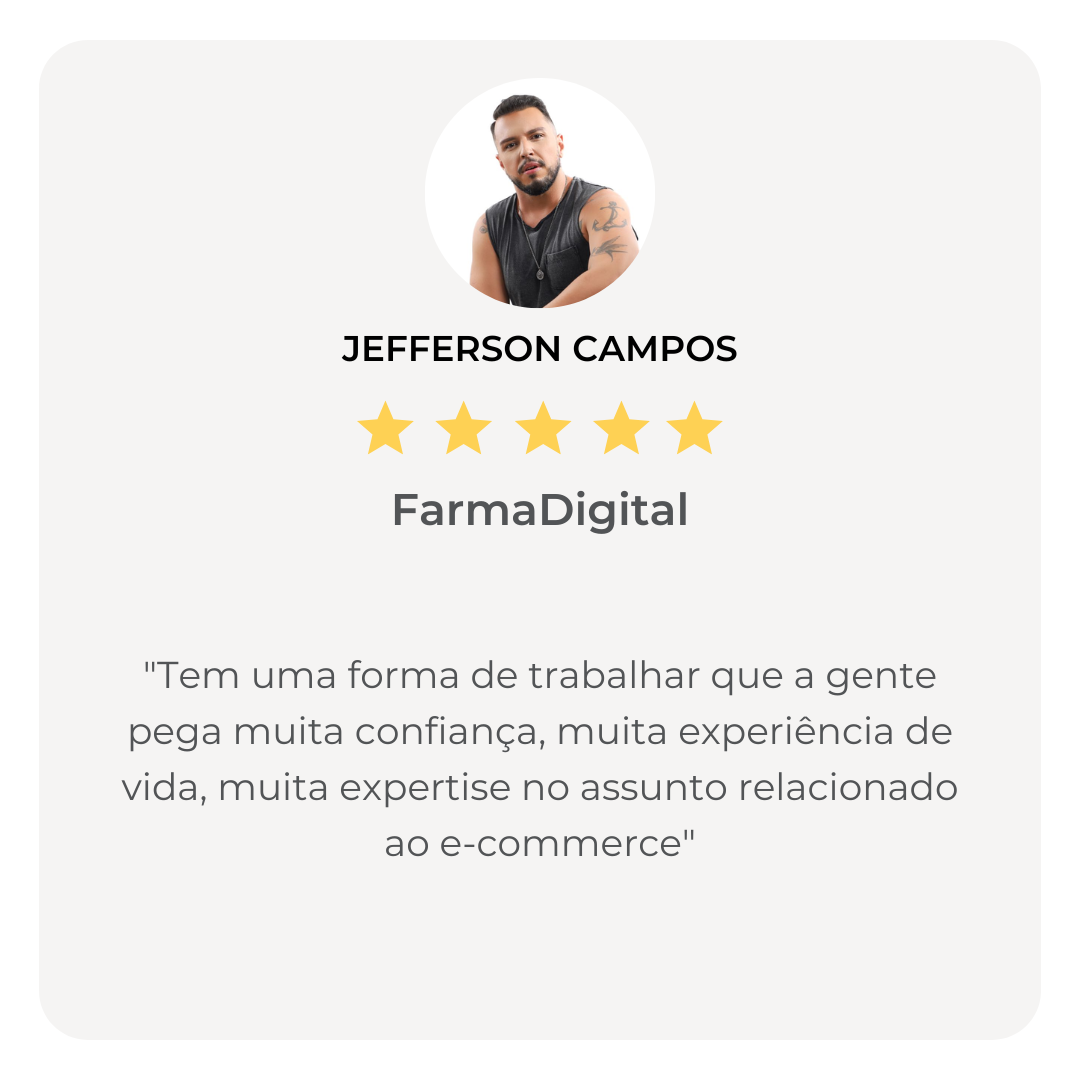 JEFFERSON CAMPOS
FarmaDigital
"Tem uma forma de trabalhar que a gente
pega muita confiança, muita experiência de
vida, muita expertise no assunto relacionado
ao e-commerce"